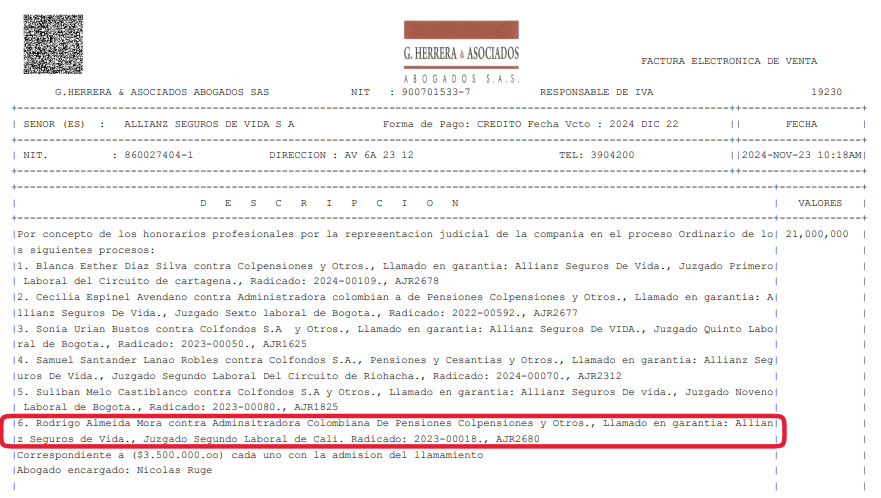 G. HERRERA & ASOCIADOS
ABOGADOS S.A.S.
FACTURA ELECTRONICA DE VENTA
G.HERRERA & ASOCIADOS ABOGADOS SAS NIT : 900701533-7 RESPONSABLE DE IVA 19230
SENOR (ES) : ALLIANZ SEGUROS DE VIDA S A Forma de Pago: CREDITO Fecha Vcto : 2024 DIC 22 || FECHA
NIT. : 860027404-1 DIRECCION : AV 6A 23 12 TEL: 3904200 ||2024-NOV-23 10:18AM|
| D E S C R I P C I O N | VALORES |
|Por concepto de los honorarios profesionales por la representacion judicial de la compania en el proceso Ordinario de lo| 21,000,000 |
|s siguientes procesos:
|1. Blanca Esther Diaz Silva contra Colpensiones y Otros., Llamado en garantia: Allianz Seguros De Vida., Juzgado Primero|
| Laboral del Circuito de cartagena., Radicado: 2024-00109., AJR2678
|2. Cecilia Espinel Avendano contra Administradora colombian a de Pensiones Colpensiones y Otros., Llamado en garantia: A|
|llianz Seguros De Vida., Juzgado Sexto laboral de Bogota., Radicado: 2022-00592., AJR2677
|3. Sonia Urian Bustos contra Colfondos S.A y Otros., Llamado en garantia: Allianz Seguros De VIDA., Juzgado Quinto Labo|
|ral de Bogota., Radicado: 2023-00050., AJR1625
|4. Samuel Santander Lanao Robles contra Colfondos S.A., Pensiones y Cesantias y Otros., Llamado en garantia: Allianz Seg|
|uros De Vida., Juzgado Segundo Laboral Del Circuito de Riohacha., Radicado: 2024-00070., AJR2312
|5. Suliban Melo Castiblanco contra Colfondos S.A y Otros., Llamado en garantia: Allianz Seguros De vida., Juzgado Noveno|
| Laboral de Bogota., Radicado: 2023-00080., AJR1825
|6. Rodrigo Almeida Mora contra Adminsitradora Colombiana De Pensiones Colpensiones y Otros., Llamado en garantia: Allian|
|z Seguros de Vida., Juzgado Segundo Laboral de Cali. Radicado: 2023-00018., AJR2680
|Correspondiente a ($3.500.000.oo) cada uno con la admision del llamamiento
|Abogado encargado: Nicolas Ruge